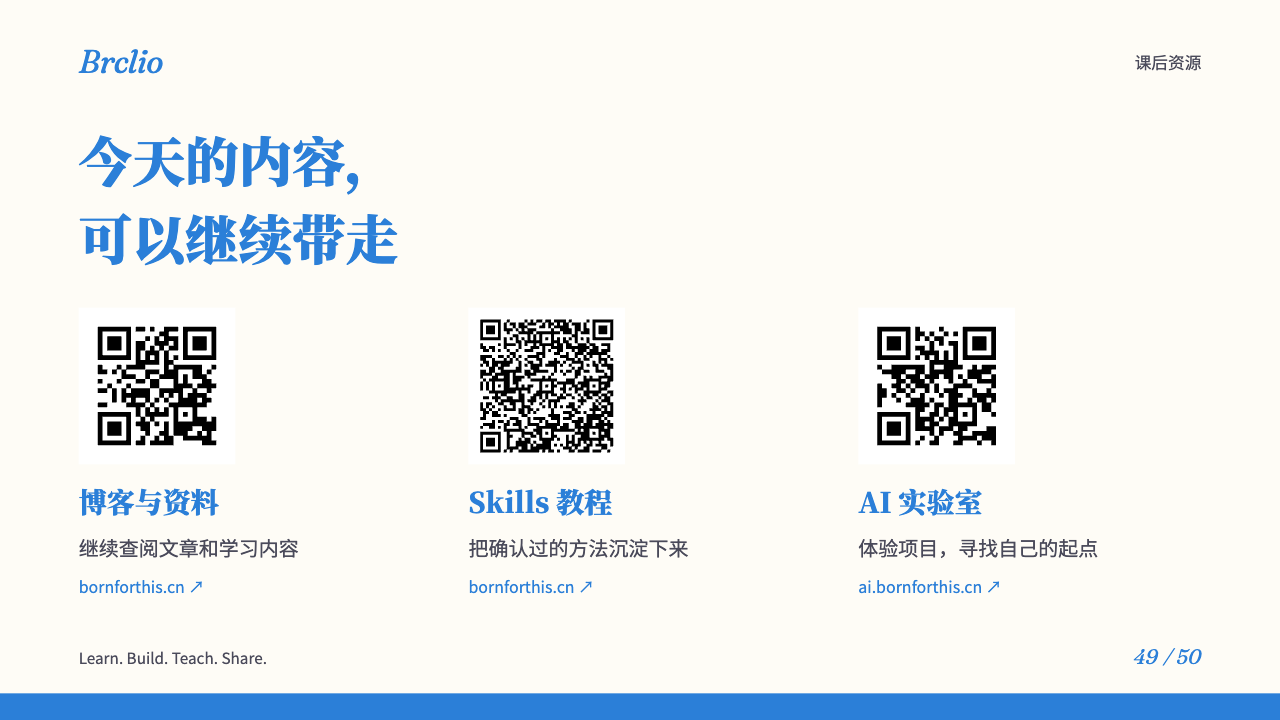 Brclio
课后资源
今天的内容，
可以继续带走
博客与资料
继续查阅文章和学习内容
bornforthis.cn ↗
Skills 教程
把确认过的方法沉淀下来
bornforthis.cn ↗
AI 实验室
体验项目，寻找自己的起点
ai.bornforthis.cn ↗
Learn. Build. Teach. Share.
49 / 50